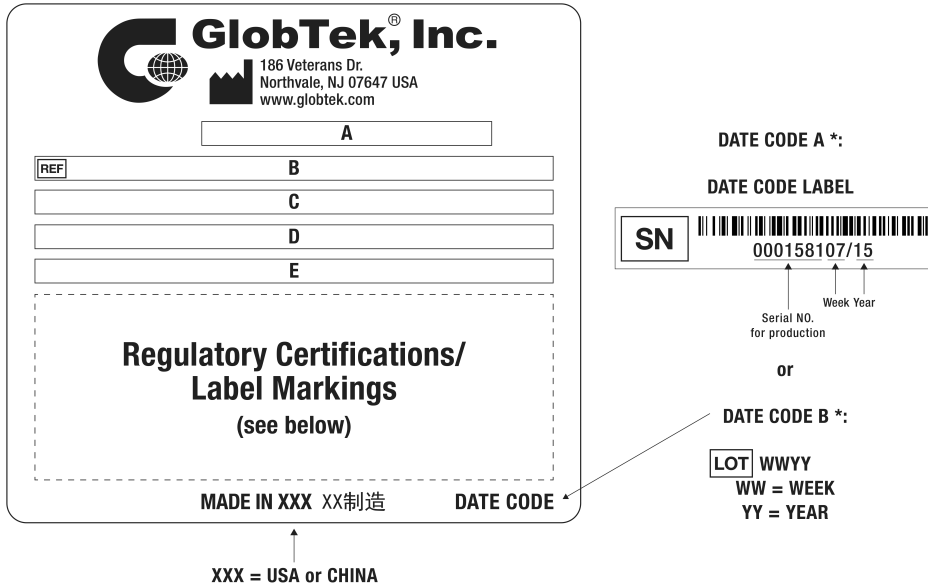 GlobTek,® Inc.
186 Veterans Dr.
Northvale, NJ 07647 USA
www.globtek.com
A
REF B
C
D
E
Regulatory Certifications/
Label Markings
(see below)
MADE IN XXX XX制造 DATE CODE
XXX = USA or CHINA
DATE CODE A *:
DATE CODE LABEL
SN
000158107/15
Week Year
Serial NO.
for production
or
DATE CODE B *:
LOT WWYY
WW = WEEK
YY = YEAR